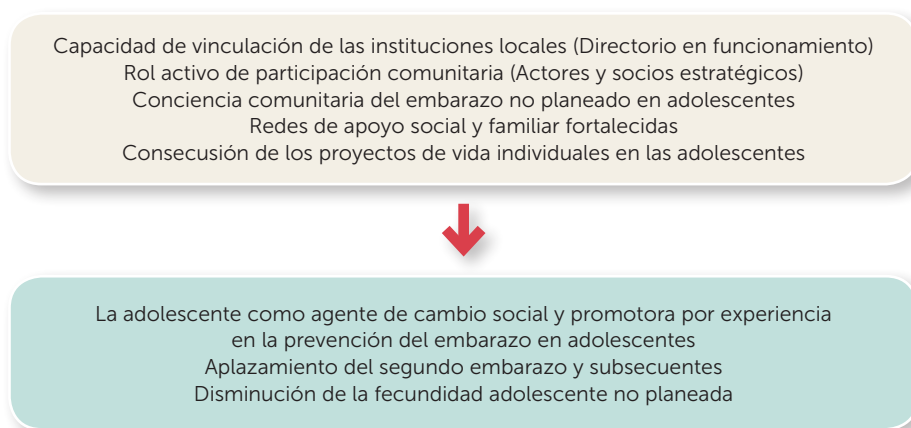 Capacidad de vinculación de las instituciones locales (Directorio en funcionamiento)
Rol activo de participación comunitaria (Actores y socios estratégicos)
Conciencia comunitaria del embarazo no planeado en adolescentes
Redes de apoyo social y familiar fortalecidas
Consecusión de los proyectos de vida individuales en las adolescentes
La adolescente como agente de cambio social y promotora por experiencia
en la prevención del embarazo en adolescentes
Aplazamiento del segundo embarazo y subsecuentes
Disminución de la fecundidad adolescente no planeada